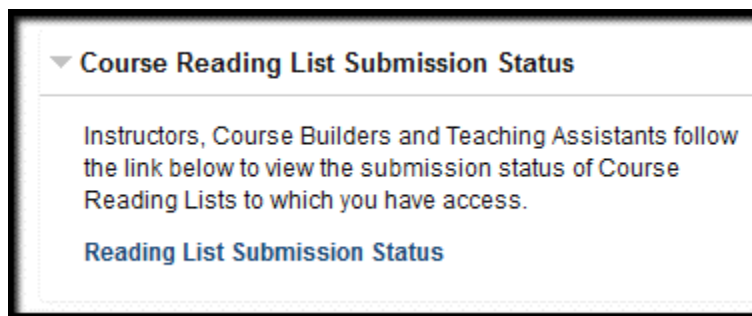 Course Reading List Submission Status
Instructors, Course Builders and Teaching Assistants follow
the link below to view the submission status of Course
Reading Lists to which you have access.
Reading List Submission Status